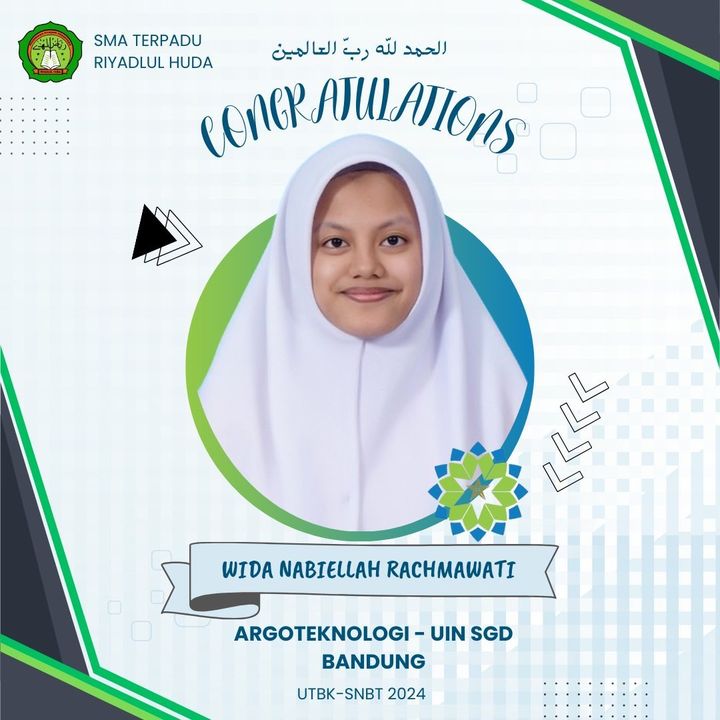 SMA TERPADU
RIYADLUL HUDA
الحمد لله ربّ العالمين
CONGRATULATIONS
WIDA NABIELLAH RACHMAWATI
ARGOTEKNOLOGI - UIN SGD
BANDUNG
UTBK-SNBT 2024